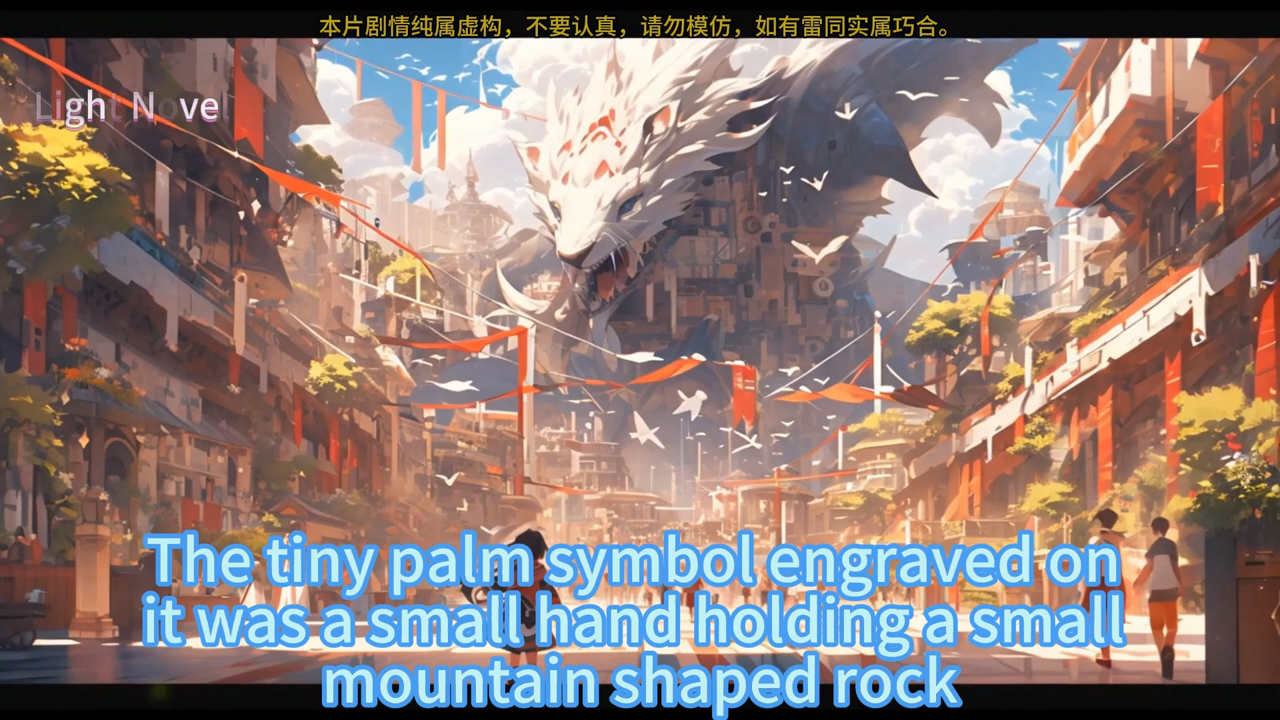 本片剧情纯属虚构，不要认真，请勿模仿，如有雷同实属巧合。
Light Novel
The tiny palm symbol engraved on
it was a small hand holding a small
mountain shaped rock